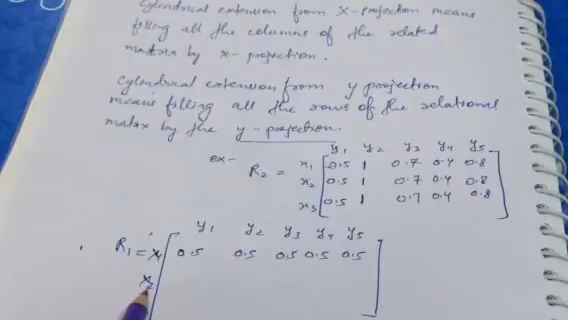 Cylindrical extension from X-projection means
filling all the columns of the related
matrix by x-projection.
Cylindrical extension from y projection
means filling all the rows of the relational
matrix by the y-projection.
y1 y2 y3 y4 y5
ex- R2 = x1 0.5 1 0.7 0.4 0.8
x2 0.5 1 0.7 0.4 0.8
x3 0.5 1 0.7 0.4 0.8
y1 y2 y3 y4 y5
R1 = x1 0.5 0.5 0.5 0.5 0.5
x2